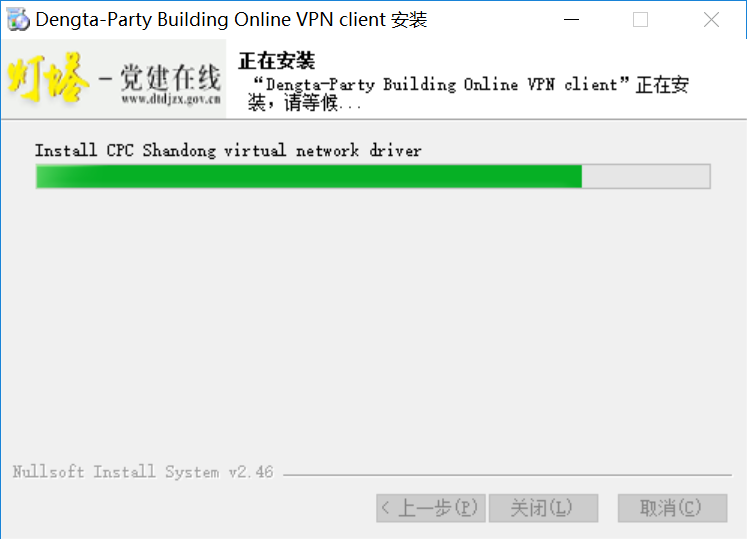 Dengta-Party Building Online VPN client 安装
灯塔-党建在线
www.dtdjzx.gov.cn
正在安装
“Dengta-Party Building Online VPN client”正在安
装，请等候...
Install CPC Shandong virtual network driver
Nullsoft Install System v2.46
< 上一步(P) 关闭(L) 取消(C)